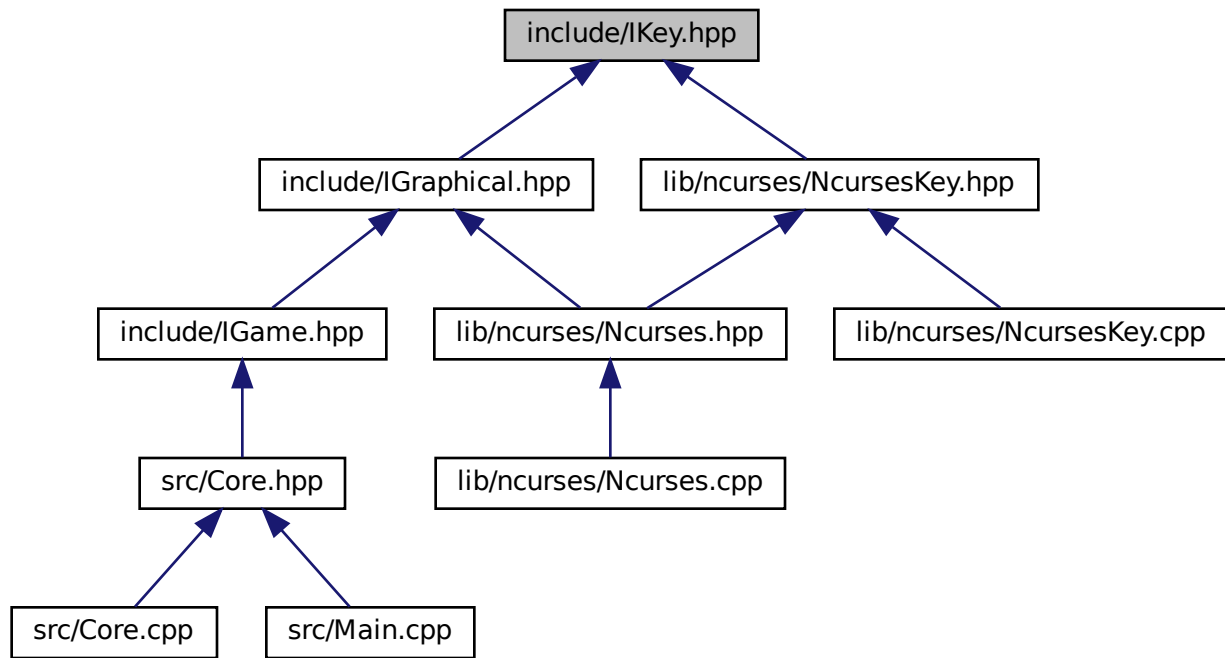 include/IKey.hpp
include/IGraphical.hpp
lib/ncurses/NcursesKey.hpp
include/IGame.hpp
lib/ncurses/Ncurses.hpp
lib/ncurses/NcursesKey.cpp
src/Core.hpp
lib/ncurses/Ncurses.cpp
src/Core.cpp
src/Main.cpp